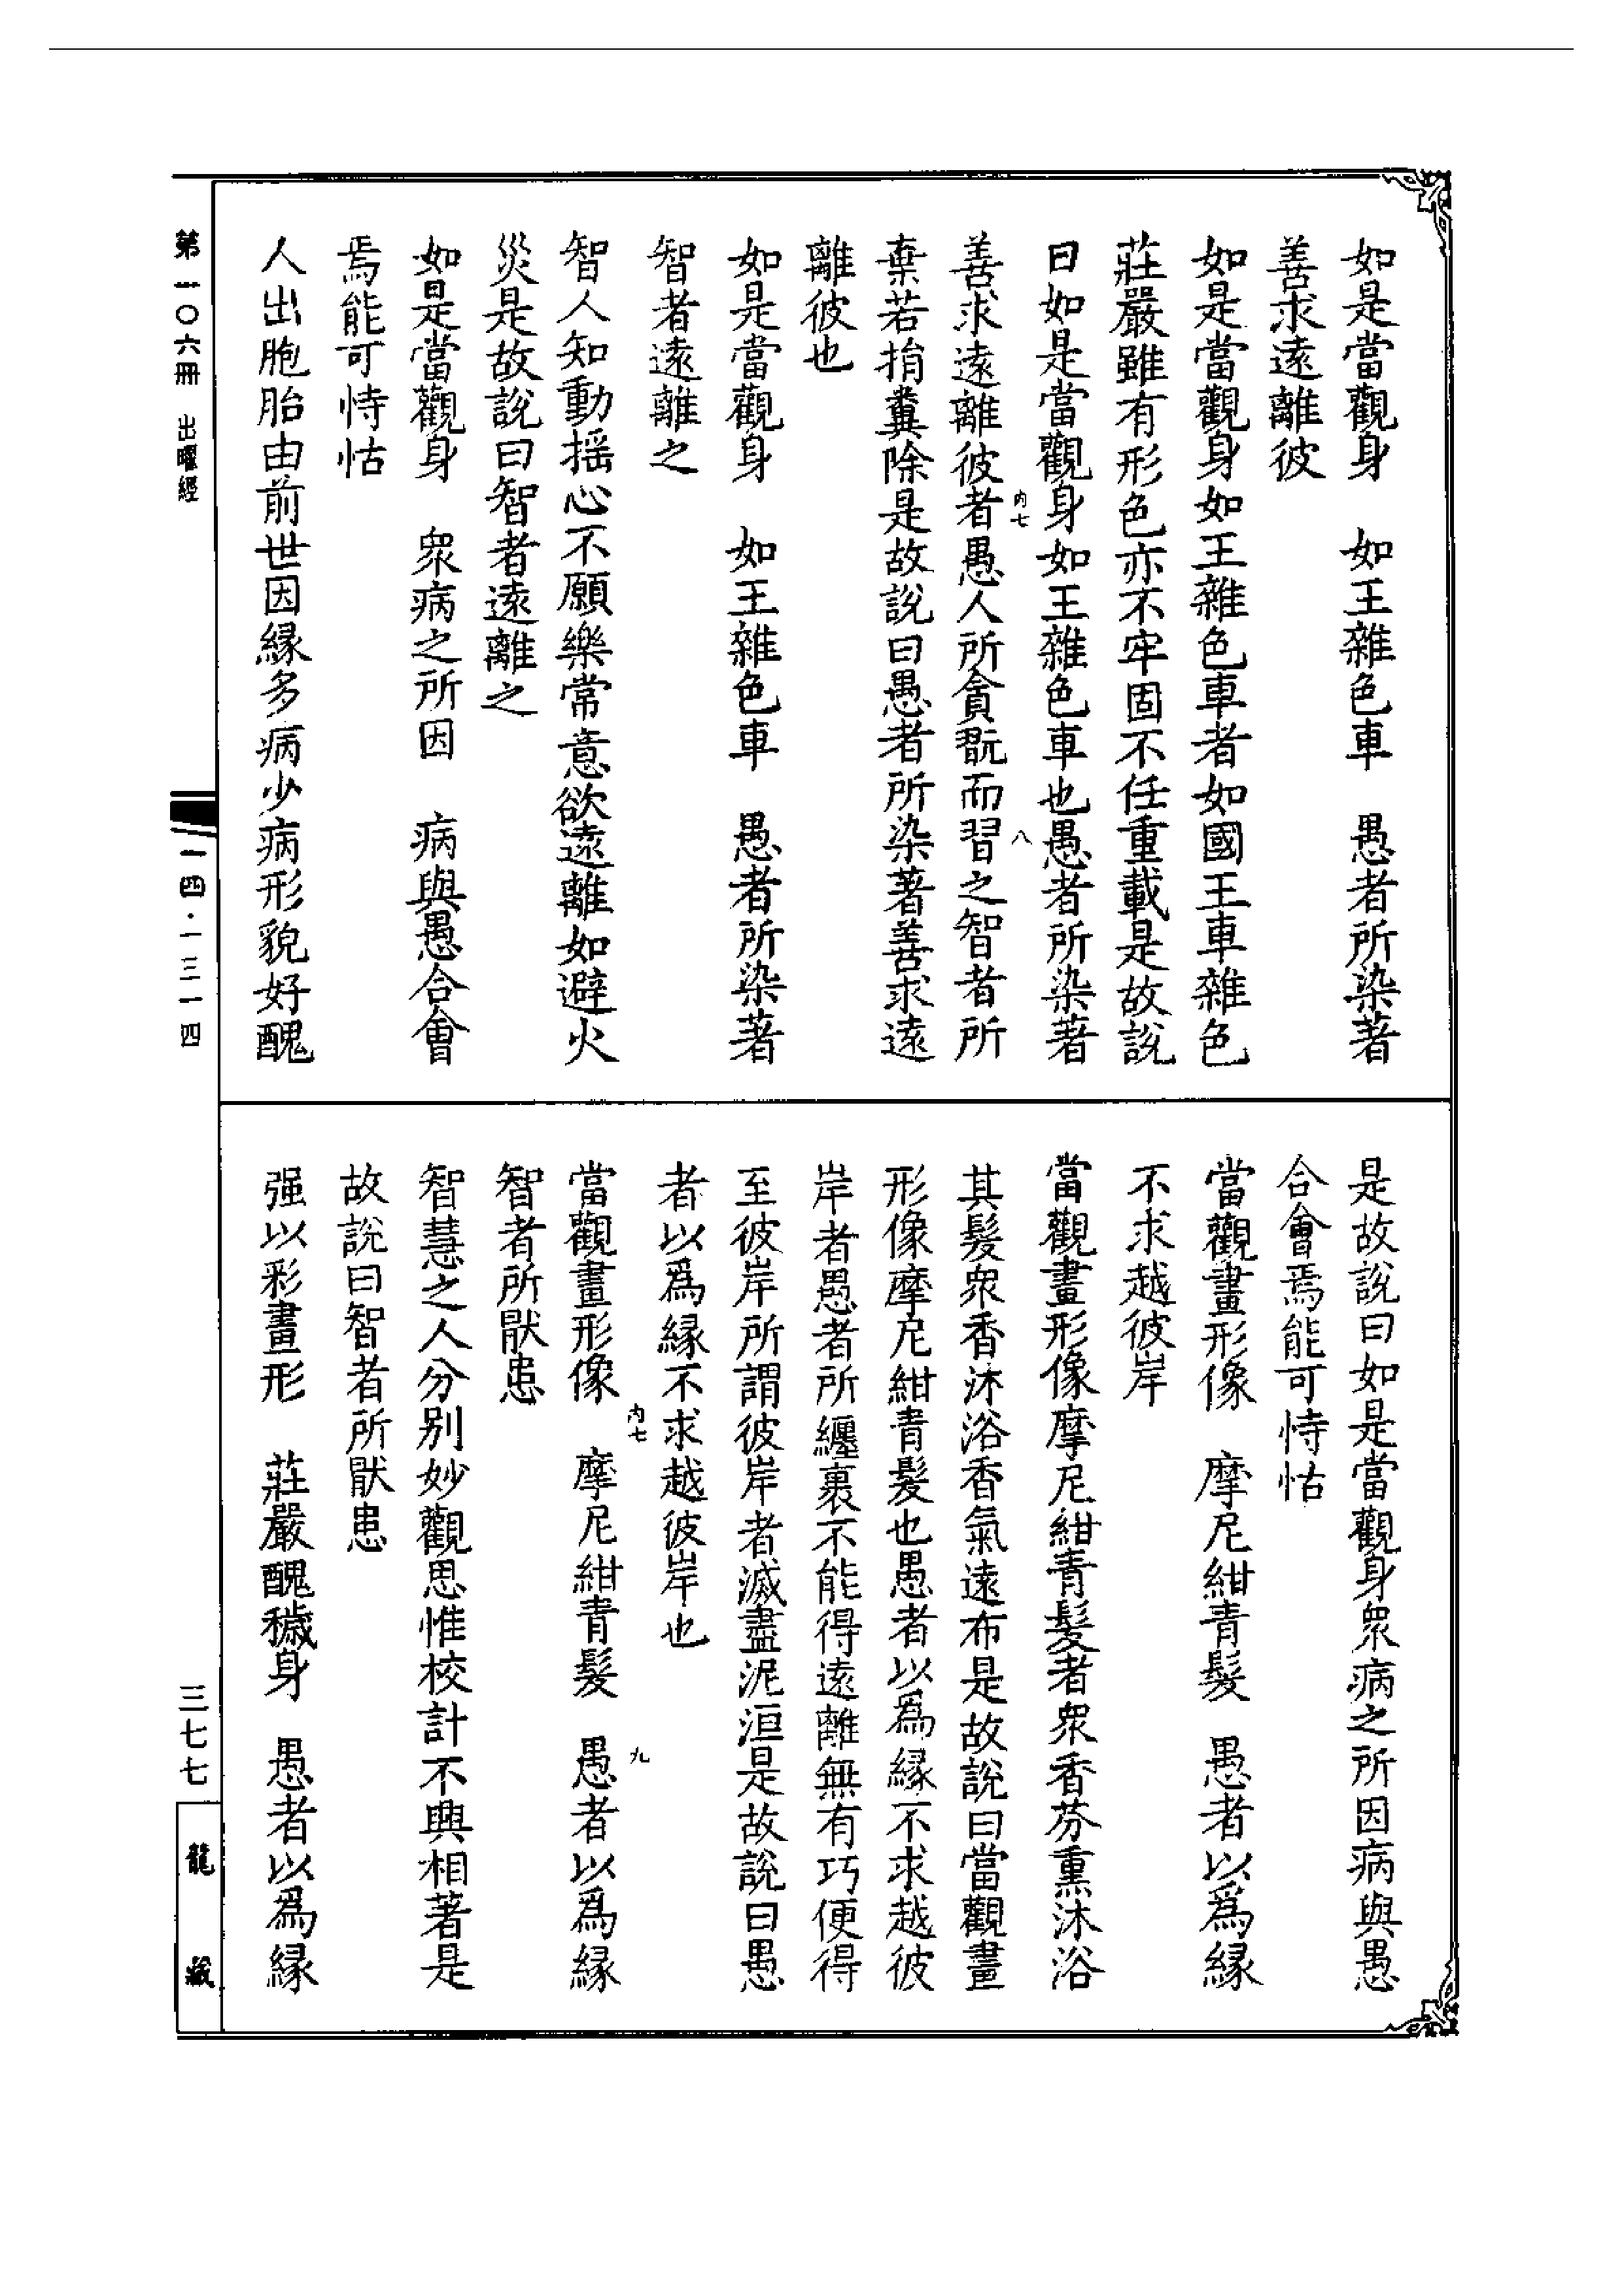 如是當觀身　如王雜色車　愚者所染著
善求遠離彼
如是當觀身如王雜色車者如國王車雜色
莊嚴雖有形色亦不牢固不任重載是故說
曰如是當觀身如王雜色車也愚者所染著
内七
八
善求遠離彼者愚人所貪翫而習之智者所
棄若捐糞除是故說曰愚者所染著善求遠
離彼也
如是當觀身　如王雜色車　愚者所染著
智者遠離之
智人知動搖心不願樂常意欲遠離如避火
災是故說曰智者遠離之
如是當觀身　眾病之所因　病與愚合會
焉能可恃怙
人出胞胎由前世因緣多病少病形貌好醜
是故說曰如是當觀身眾病之所因病與愚
合會焉能可恃怙
當觀畫形像　摩尼紺青髮　愚者以為緣
不求越彼岸
當觀畫形像摩尼紺青髮者眾香芬熏沐浴
其髮眾香沐浴香氣遠布是故說曰當觀畫
形像摩尼紺青髮也愚者以為緣不求越彼
岸者愚者所纏裹不能得遠離無有巧便得
至彼岸所謂彼岸者滅盡泥洹是故說曰愚
者以為緣不求越彼岸也
内七
九
當觀畫形像　摩尼紺青髮　愚者以為緣
智者所厭患
智慧之人分別妙觀思惟校計不興相著是
故說曰智者所厭患
强以彩畫形　莊嚴醜穢身　愚者以為緣
第一〇六冊　出曜經
一四·一三一四
三七七
龍藏